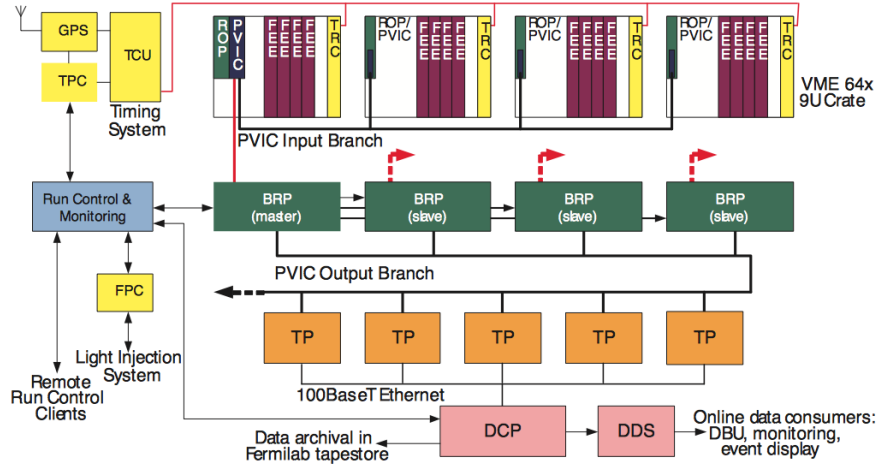 GPS
TCU
TPC
Timing
System
ROP
PVIC
FEE
FEE
FEE
FEE
TRC
ROP/
PVIC
FEE
FEE
FEE
FEE
TRC
ROP/
PVIC
FEE
FEE
FEE
FEE
TRC
ROP/
PVIC
FEE
FEE
FEE
FEE
TRC
VME 64x
9U Crate
PVIC Input Branch
Run Control &
Monitoring
BRP
(master)
BRP
(slave)
BRP
(slave)
BRP
(slave)
PVIC Output Branch
FPC
TP
TP
TP
TP
TP
Light Injection
System
Remote
Run Control
Clients
100BaseT Ethernet
DCP
DDS
Data archival in
Fermilab tapestore
Online data consumers:
DBU, monitoring,
event display